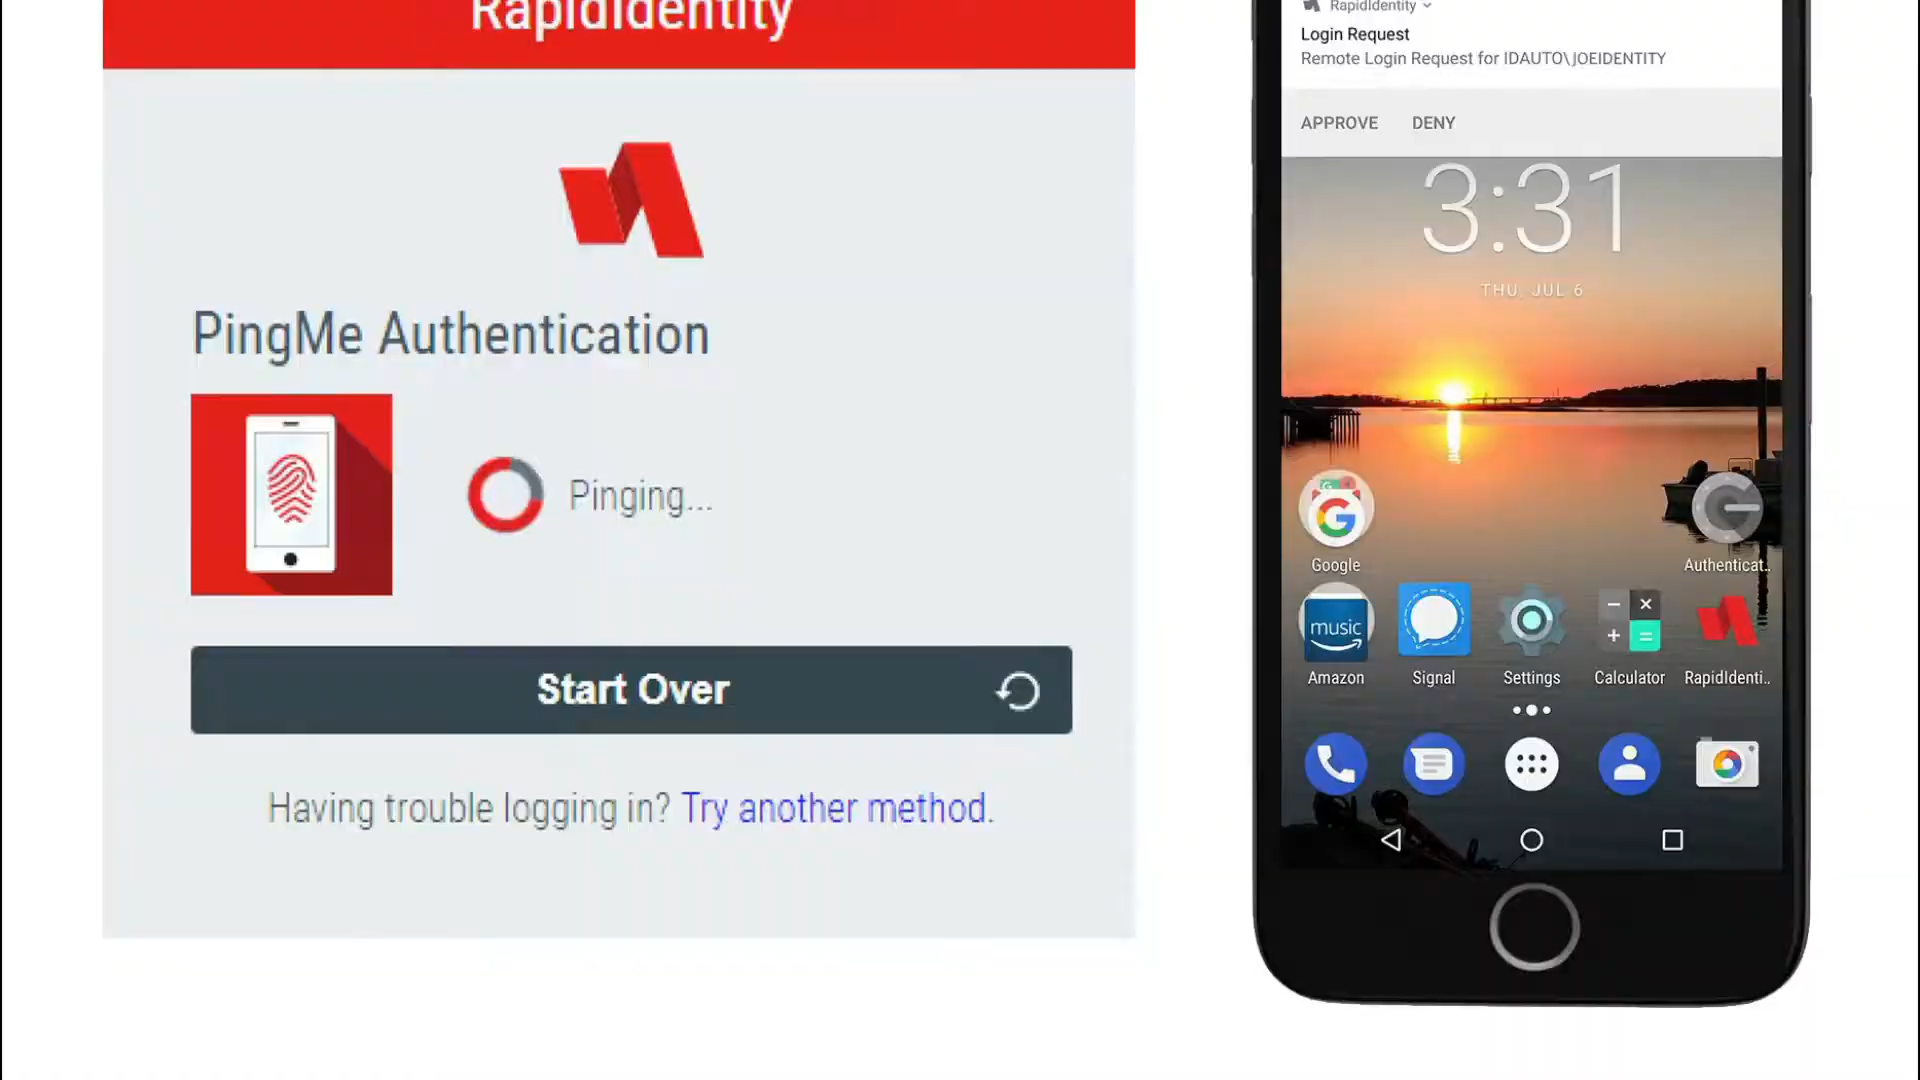 RapidIdentity
PingMe Authentication
Pinging...
Start Over
Having trouble logging in? Try another method.
RapidIdentity
Login Request
Remote Login Request for IDAUTO\JOEIDENTITY
APPROVE DENY
3:31
THU, JUL 6
Google
Authenticat..
music
Amazon
Signal
Settings
Calculator
RapidIdenti..